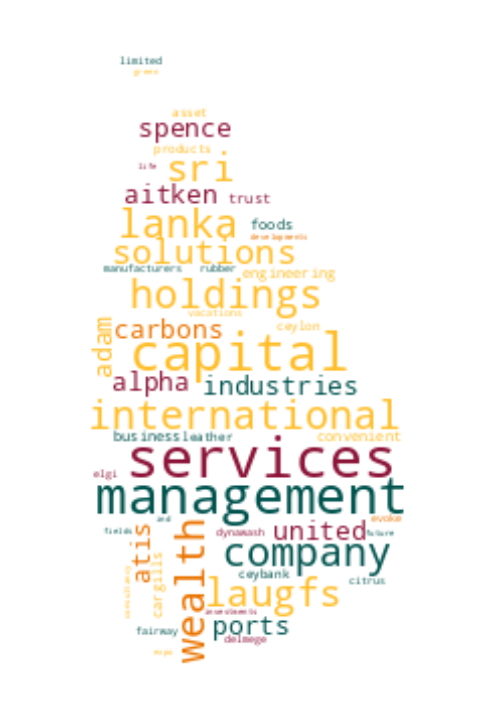 limited
green
asset
spence
products
life sri
aitken trust
lanka foods
developments
solutions
manufacturers rubber engineering
holdings
vacations
adam carbons ceylon
capital
alpha industries
international
business leather convenient
services
elgi
management
fields and evoke
atis wealth dynawash united future
company
consultancy cargills ceybank citrus
laugfs
investments
fairway ports
delmege